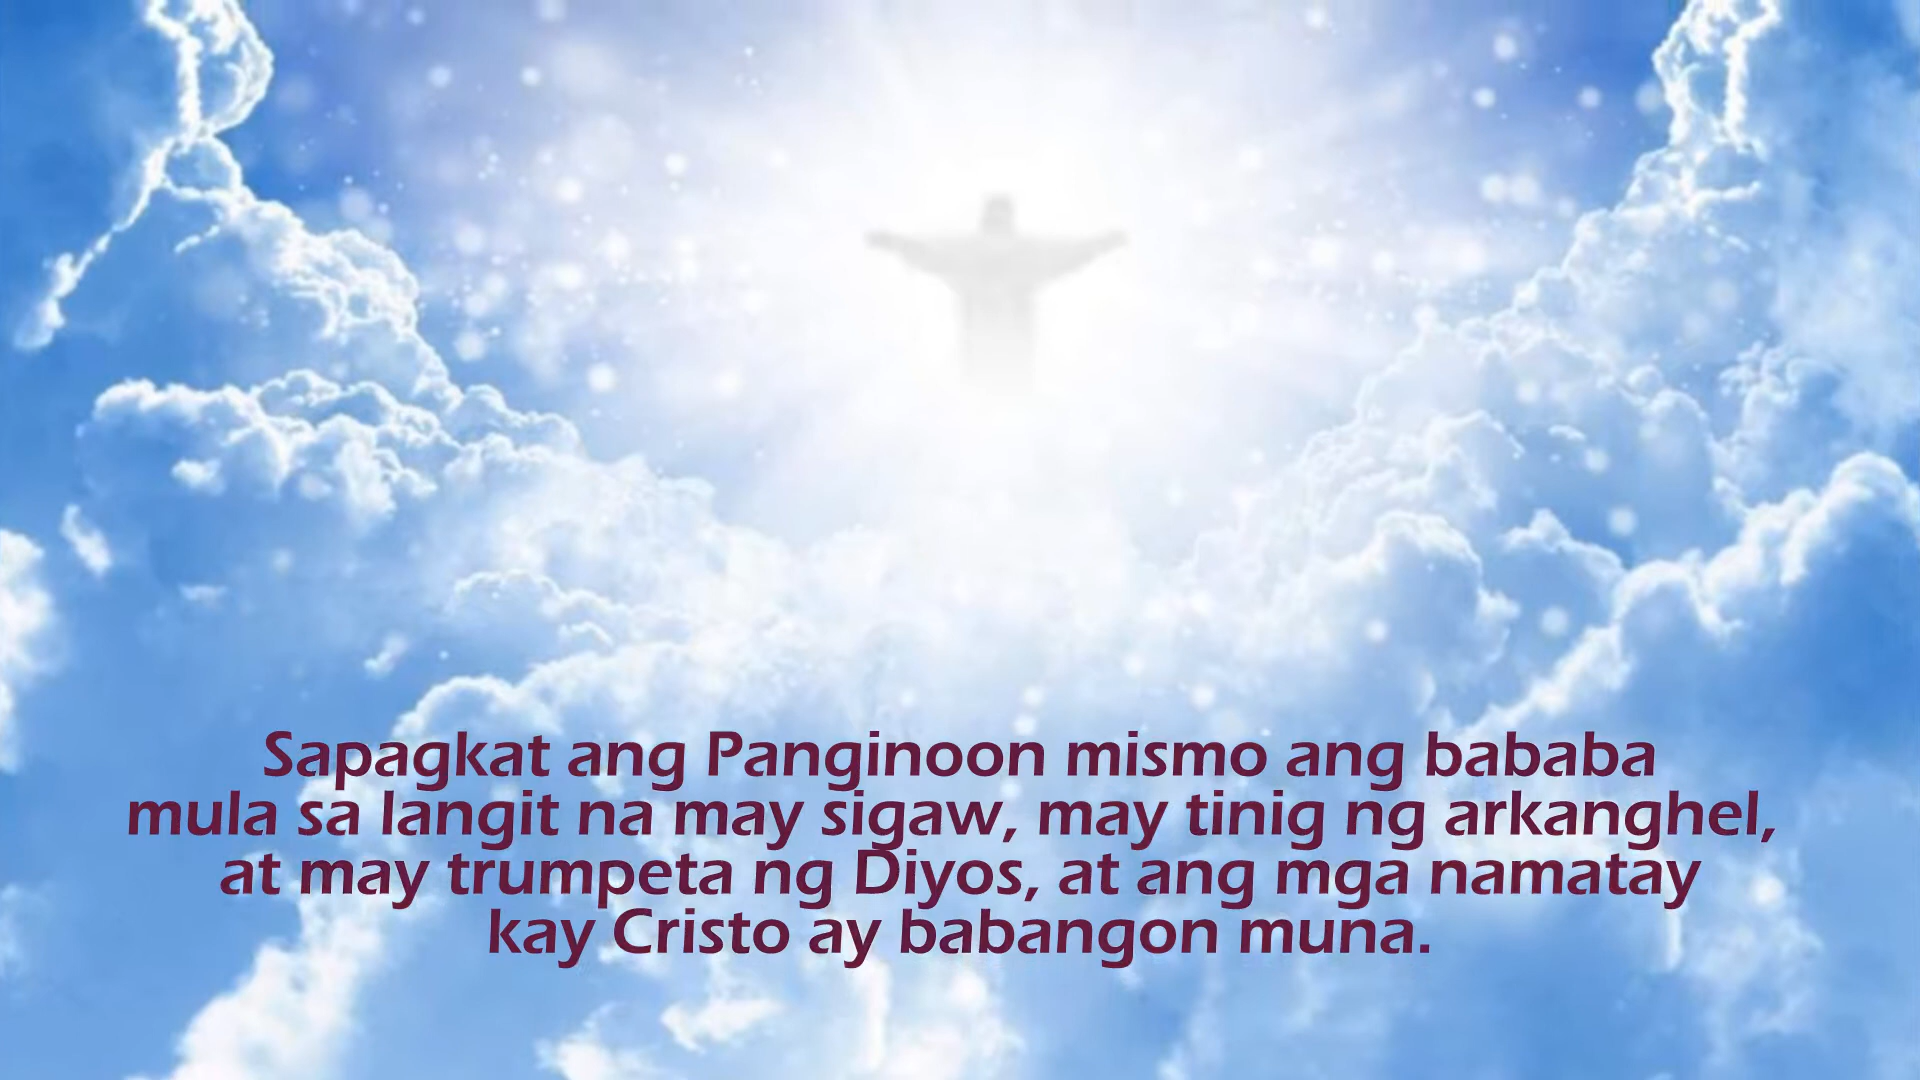 Sapagkat ang Panginoon mismo ang bababa
mula sa langit na may sigaw, may tinig ng arkanghel,
at may trumpeta ng Diyos, at ang mga namatay
kay Cristo ay babangon muna.